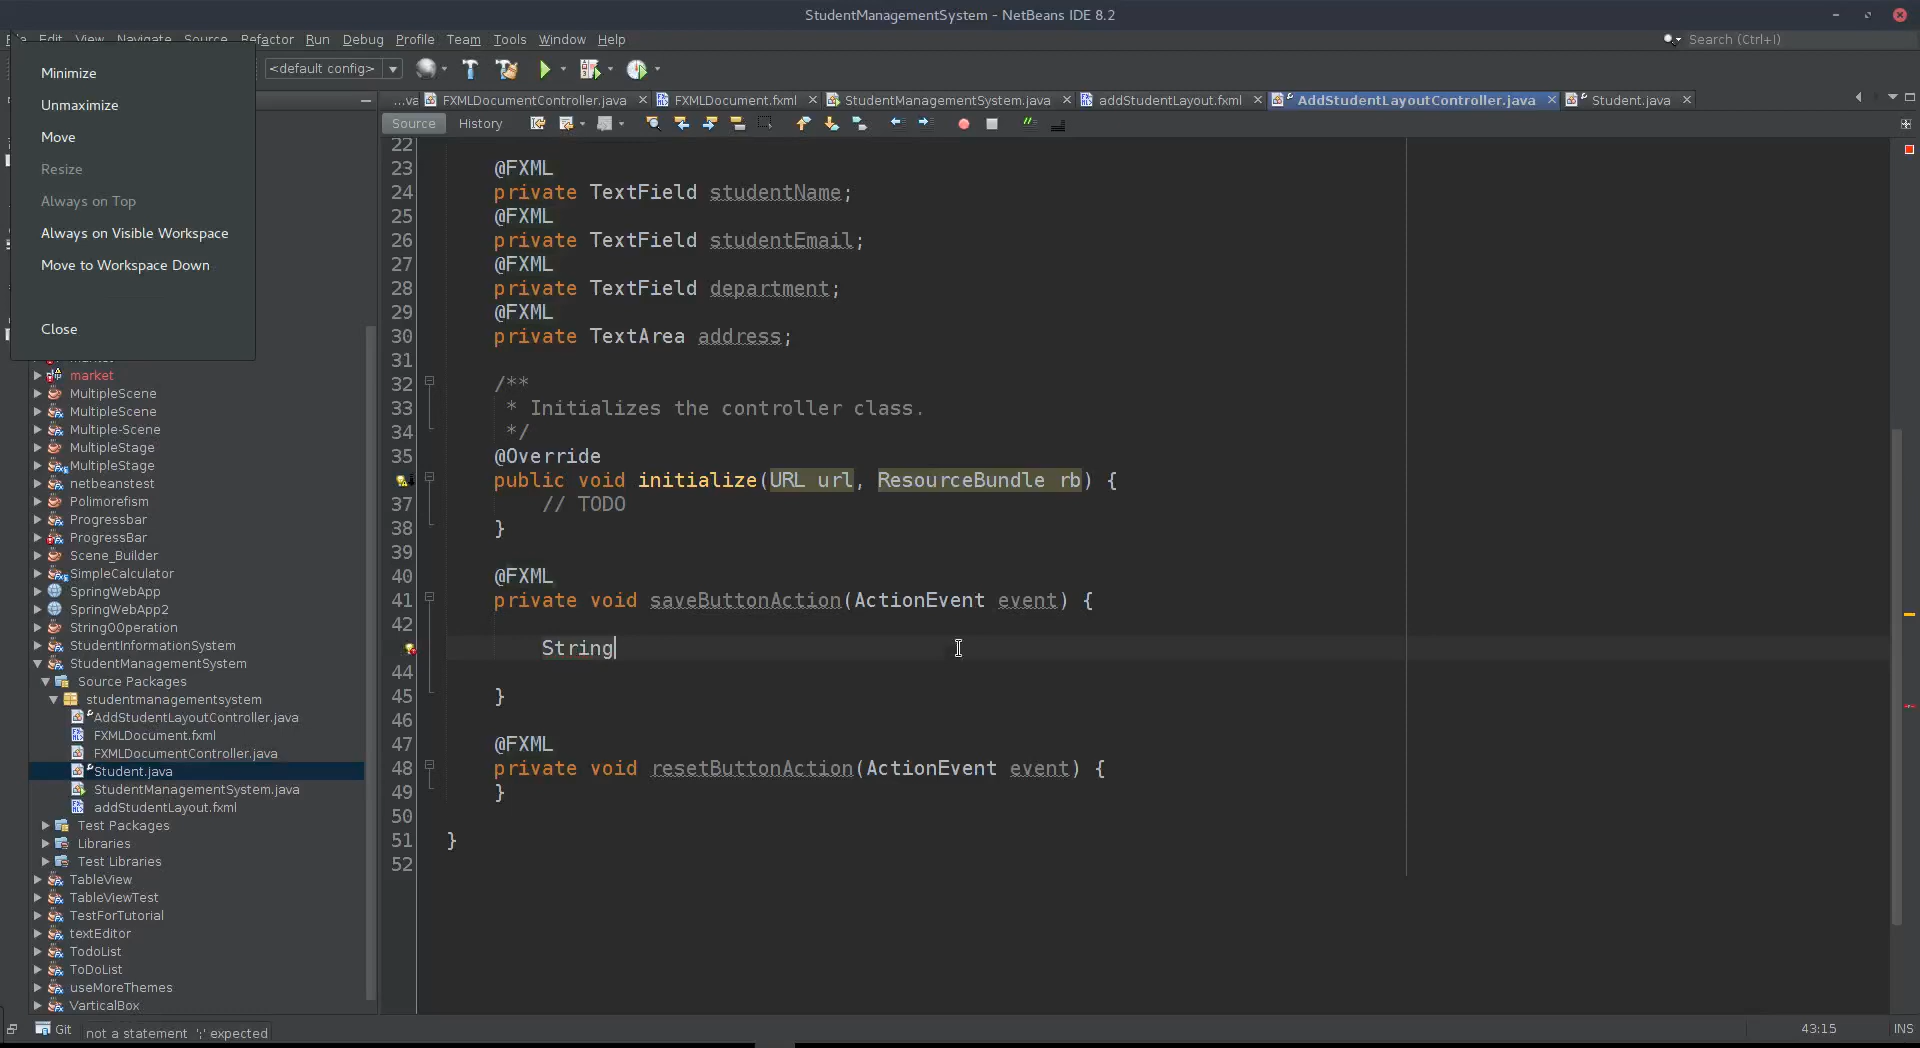 StudentManagementSystem - NetBeans IDE 8.2
Edit View Navigate Source Refactor Run Debug Profile Team Tools Window Help
Search (Ctrl+I)
Minimize
Unmaximize
Move
Resize
Always on Top
Always on Visible Workspace
Move to Workspace Down
Close
<default config>
...va FXMLDocumentController.java FXMLDocument.fxml StudentManagementSystem.java addStudentLayout.fxml AddStudentLayoutController.java Student.java
Source History
market
MultipleScene
MultipleScene
Multiple-Scene
MultipleStage
MultipleStage
netbeanstest
Polimorefism
Progressbar
ProgressBar
Scene_Builder
SimpleCalculator
SpringWebApp
SpringWebApp2
StringOOperation
StudentInformationSystem
StudentManagementSystem
Source Packages
studentmanagementsystem
AddStudentLayoutController.java
FXMLDocument.fxml
FXMLDocumentController.java
Student.java
StudentManagementSystem.java
addStudentLayout.fxml
Test Packages
Libraries
Test Libraries
TableView
TableViewTest
TestForTutorial
textEditor
TodoList
ToDoList
useMoreThemes
VarticalBox
22
23 @FXML
24 private TextField studentName;
25 @FXML
26 private TextField studentEmail;
27 @FXML
28 private TextField department;
29 @FXML
30 private TextArea address;
31
32 /**
33 * Initializes the controller class.
34 */
35 @Override
public void initialize(URL url, ResourceBundle rb) {
37 // TODO
38 }
39
40 @FXML
41 private void saveButtonAction(ActionEvent event) {
42
String
44
45 }
46
47 @FXML
48 private void resetButtonAction(ActionEvent event) {
49 }
50
51 }
52
Git not a statement ';' expected
43:15 INS